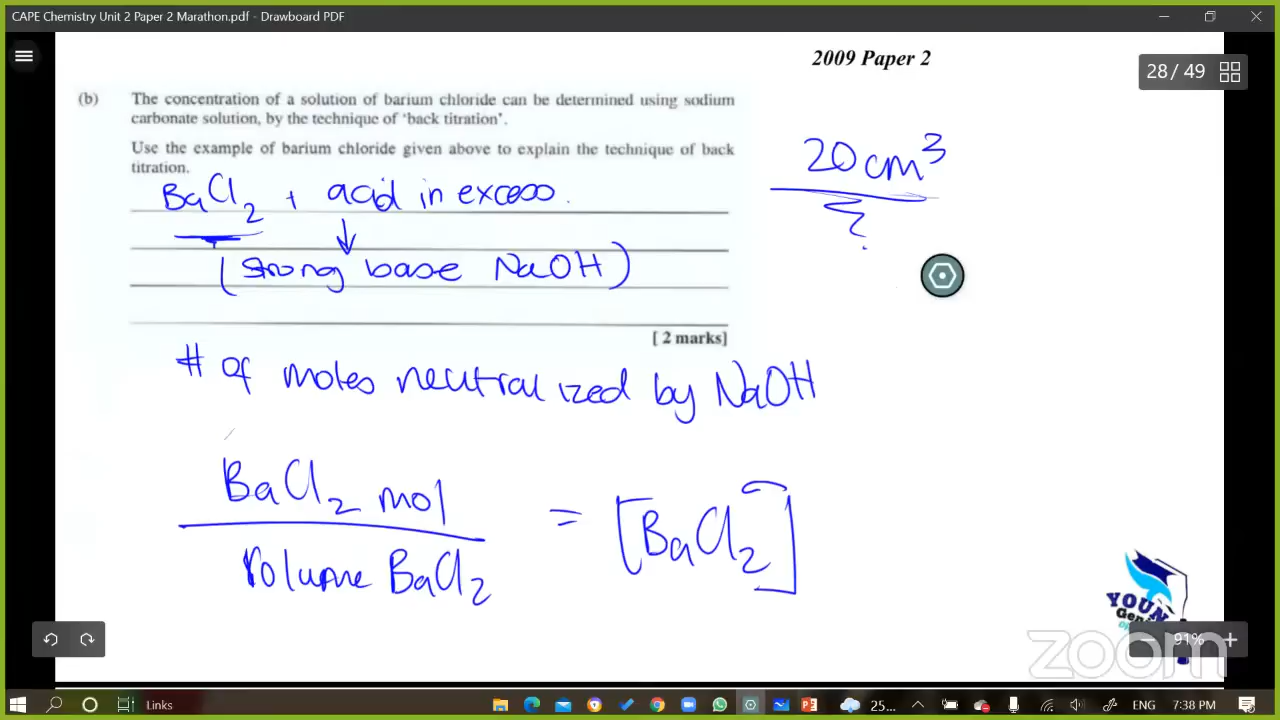 CAPE Chemistry Unit 2 Paper 2 Marathon.pdf - Drawboard PDF
2009 Paper 2
28 / 49
(b) The concentration of a solution of barium chloride can be determined using sodium
carbonate solution, by the technique of 'back titration'.
Use the example of barium chloride given above to explain the technique of back
titration.
20cm³
?
BaCl₂ + acid in excess.
(strong base NaOH)
[ 2 marks]
# of moles neutralized by NaOH
BaCl₂ mol
volume BaCl₂
= [BaCl₂]
YOUN
Gen
91%
zoom
Links
25...
ENG
7:38 PM